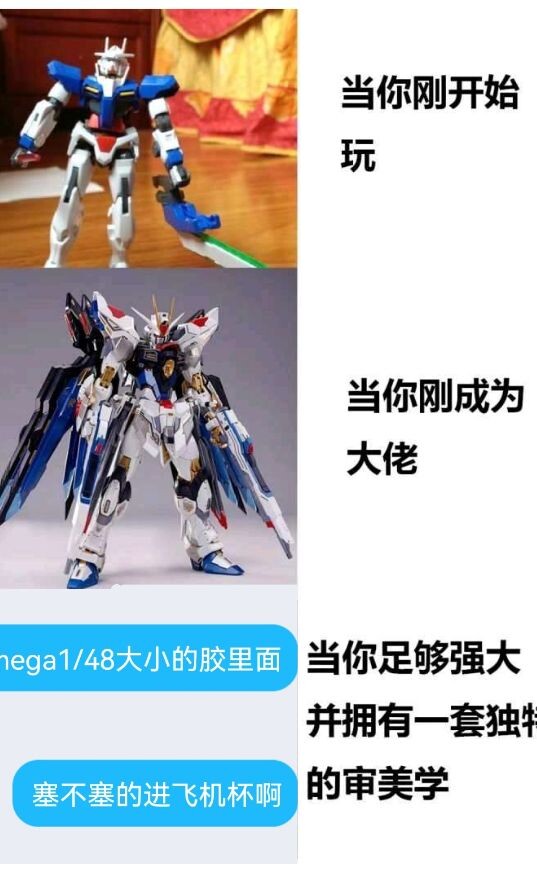 当你刚开始
玩
当你刚成为
大佬
mega1/48大小的胶里面
当你足够强大
并拥有一套独特
塞不塞的进飞机杯啊
的审美学